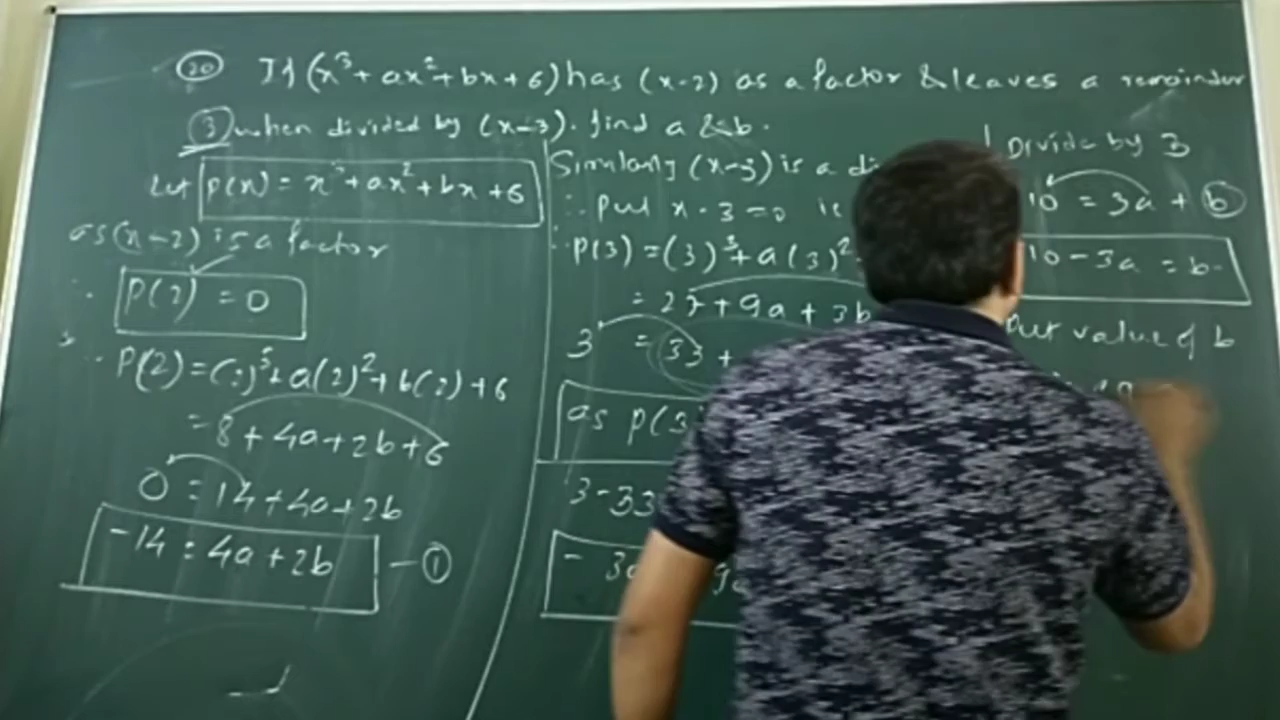 20 If (x³ + ax² + bx + 6) has (x-2) as a factor & leaves a remainder
3 when divided by (x-3). find a & b.
Let P(x) = x³ + ax² + bx + 6
as (x-2) is a factor
∴ P(2) = 0
∴ P(2) = (2)³ + a(2)² + b(2) + 6
= 8 + 4a + 2b + 6
0 = 14 + 4a + 2b
-14 = 4a + 2b - ①
Similarly (x-3) is a
∴ Put x-3=0 ie
∴ P(3) = (3)³ + a(3)²
= 27 + 9a + 3b
3 = 33 +
as P(3)
3-33
- 30
Divide by 3
10 = 3a + b
10 - 3a = b
Put value of b